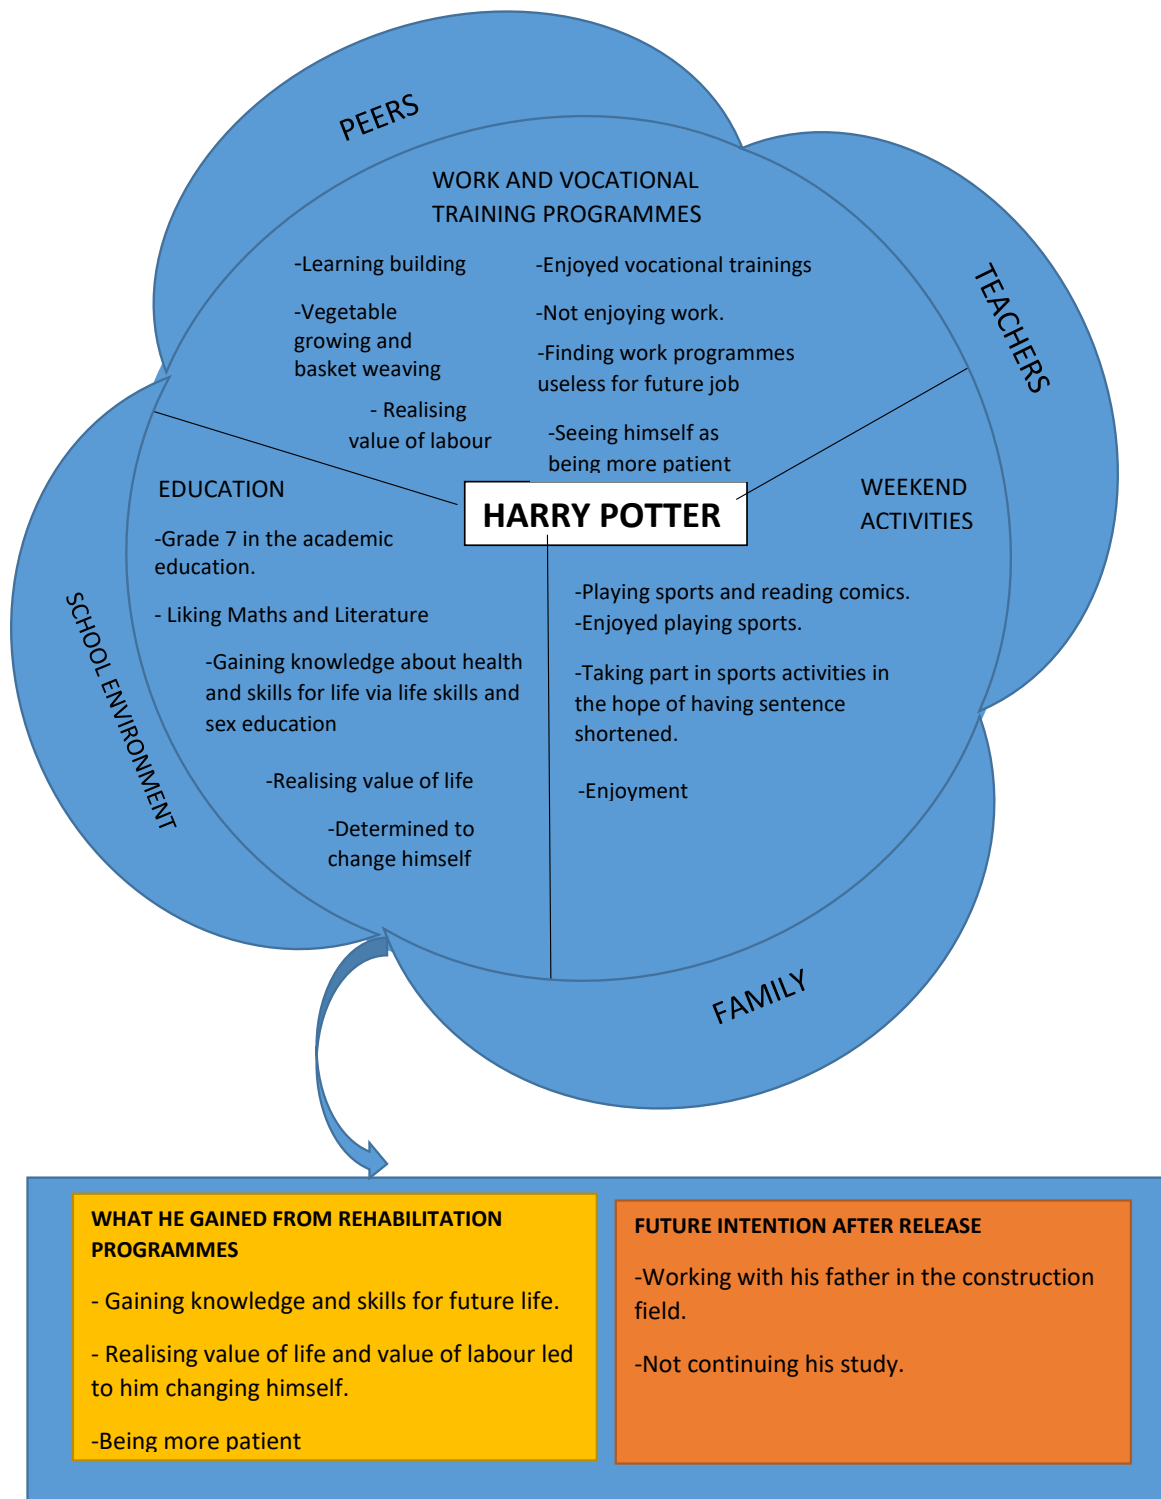 PEERS
WORK AND VOCATIONAL
TRAINING PROGRAMMES
-Learning building
-Vegetable
growing and
basket weaving
- Realising
value of labour
-Enjoyed vocational trainings
-Not enjoying work.
-Finding work programmes
useless for future job
-Seeing himself as
being more patient
TEACHERS
HARRY POTTER
EDUCATION
-Grade 7 in the academic
education.
- Liking Maths and Literature
-Gaining knowledge about health
and skills for life via life skills and
sex education
-Realising value of life
-Determined to
change himself
SCHOOL ENVIRONMENT
WEEKEND
ACTIVITIES
-Playing sports and reading comics.
-Enjoyed playing sports.
-Taking part in sports activities in
the hope of having sentence
shortened.
-Enjoyment
FAMILY
WHAT HE GAINED FROM REHABILITATION
PROGRAMMES
- Gaining knowledge and skills for future life.
- Realising value of life and value of labour led
to him changing himself.
-Being more patient
FUTURE INTENTION AFTER RELEASE
-Working with his father in the construction
field.
-Not continuing his study.